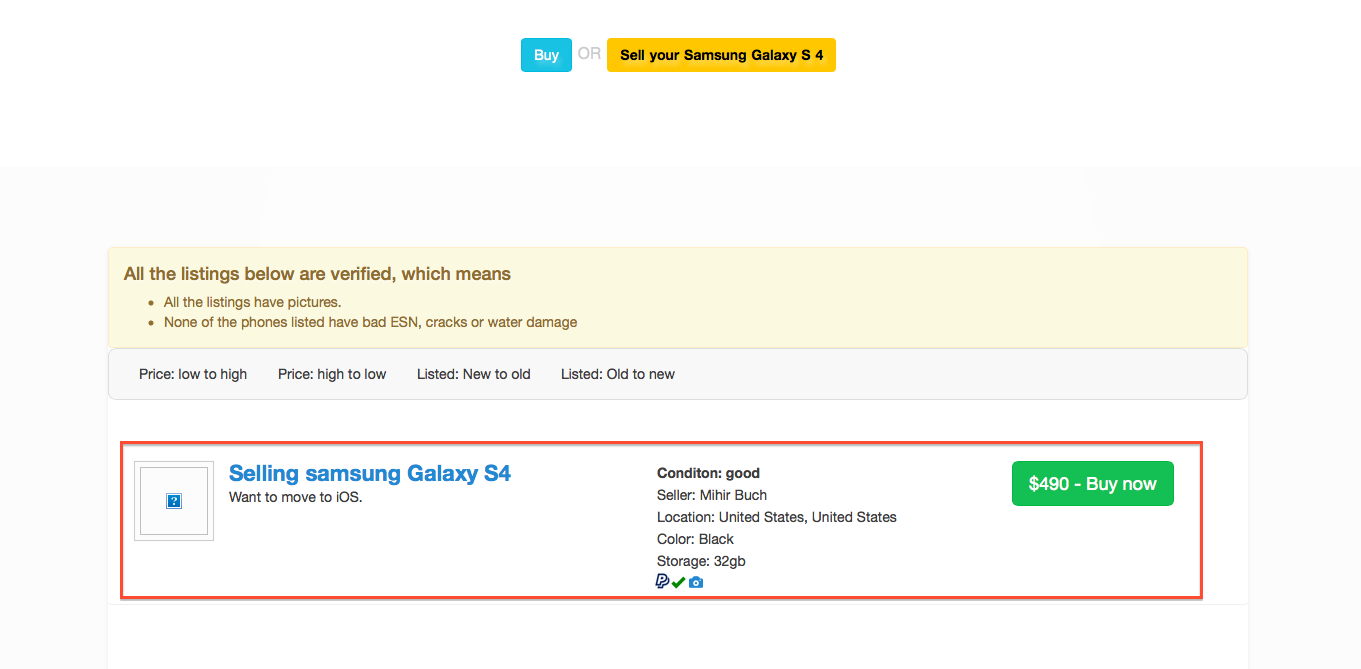 Buy OR Sell your Samsung Galaxy S 4
All the listings below are verified, which means
All the listings have pictures.
None of the phones listed have bad ESN, cracks or water damage
Price: low to high Price: high to low Listed: New to old Listed: Old to new
Selling samsung Galaxy S4
Want to move to iOS.
Conditon: good
Seller: Mihir Buch
Location: United States, United States
Color: Black
Storage: 32gb
$490 - Buy now